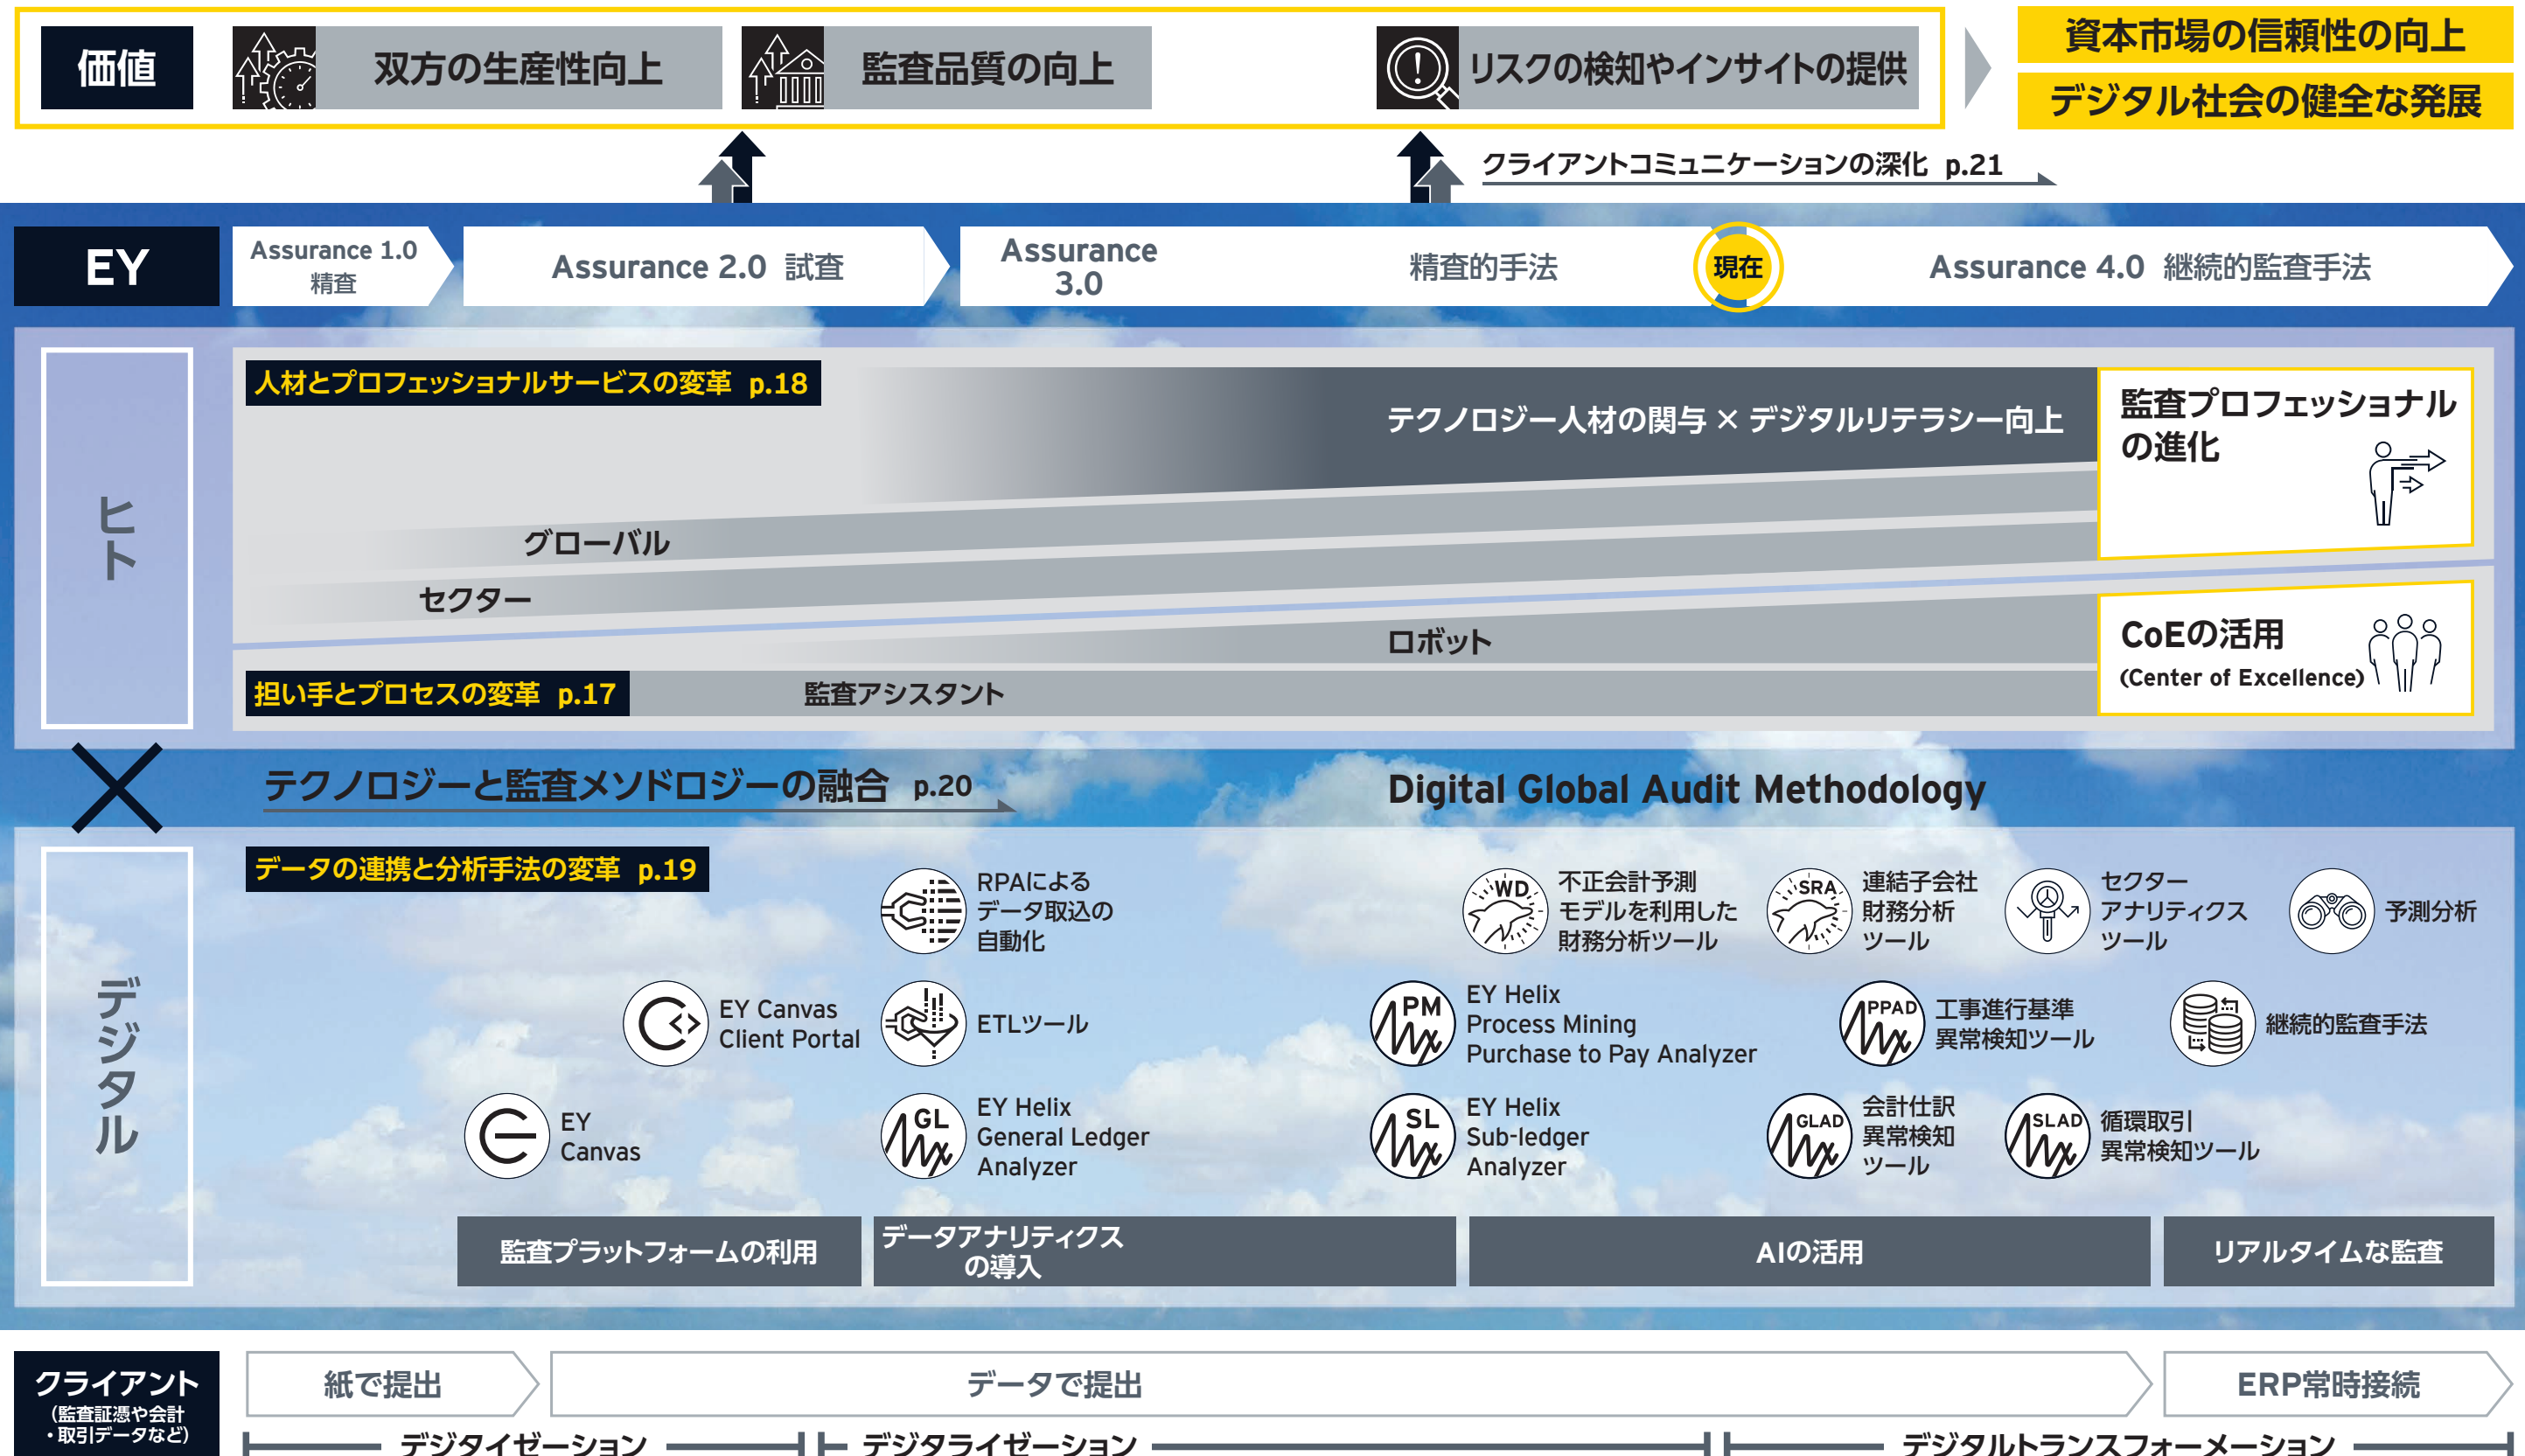 価値
双方の生産性向上
監査品質の向上
リスクの検知やインサイトの提供
資本市場の信頼性の向上
デジタル社会の健全な発展
クライアントコミュニケーションの深化 p.21
EY
Assurance 1.0
精査
Assurance 2.0 試査
Assurance
3.0
精査的手法
現在
Assurance 4.0 継続的監査手法
ヒト
人材とプロフェッショナルサービスの変革 p.18
テクノロジー人材の関与 × デジタルリテラシー向上
監査プロフェッショナル
の進化
グローバル
セクター
ロボット
CoEの活用
(Center of Excellence)
担い手とプロセスの変革 p.17
監査アシスタント
テクノロジーと監査メソドロジーの融合 p.20
Digital Global Audit Methodology
デジタル
データの連携と分析手法の変革 p.19
RPAによる
データ取込の
自動化
WD
不正会計予測
モデルを利用した
財務分析ツール
SRA
連結子会社
財務分析
ツール
セクター
アナリティクス
ツール
予測分析
EY Canvas
Client Portal
ETLツール
PM
EY Helix
Process Mining
Purchase to Pay Analyzer
PPAD
工事進行基準
異常検知ツール
継続的監査手法
EY
Canvas
GL
EY Helix
General Ledger
Analyzer
SL
EY Helix
Sub-ledger
Analyzer
GLAD
会計仕訳
異常検知
ツール
SLAD
循環取引
異常検知ツール
監査プラットフォームの利用
データアナリティクス
の導入
AIの活用
リアルタイムな監査
クライアント
(監査証憑や会計
・取引データなど)
紙で提出
データで提出
ERP常時接続
デジタイゼーション
デジタライゼーション
デジタルトランスフォーメーション